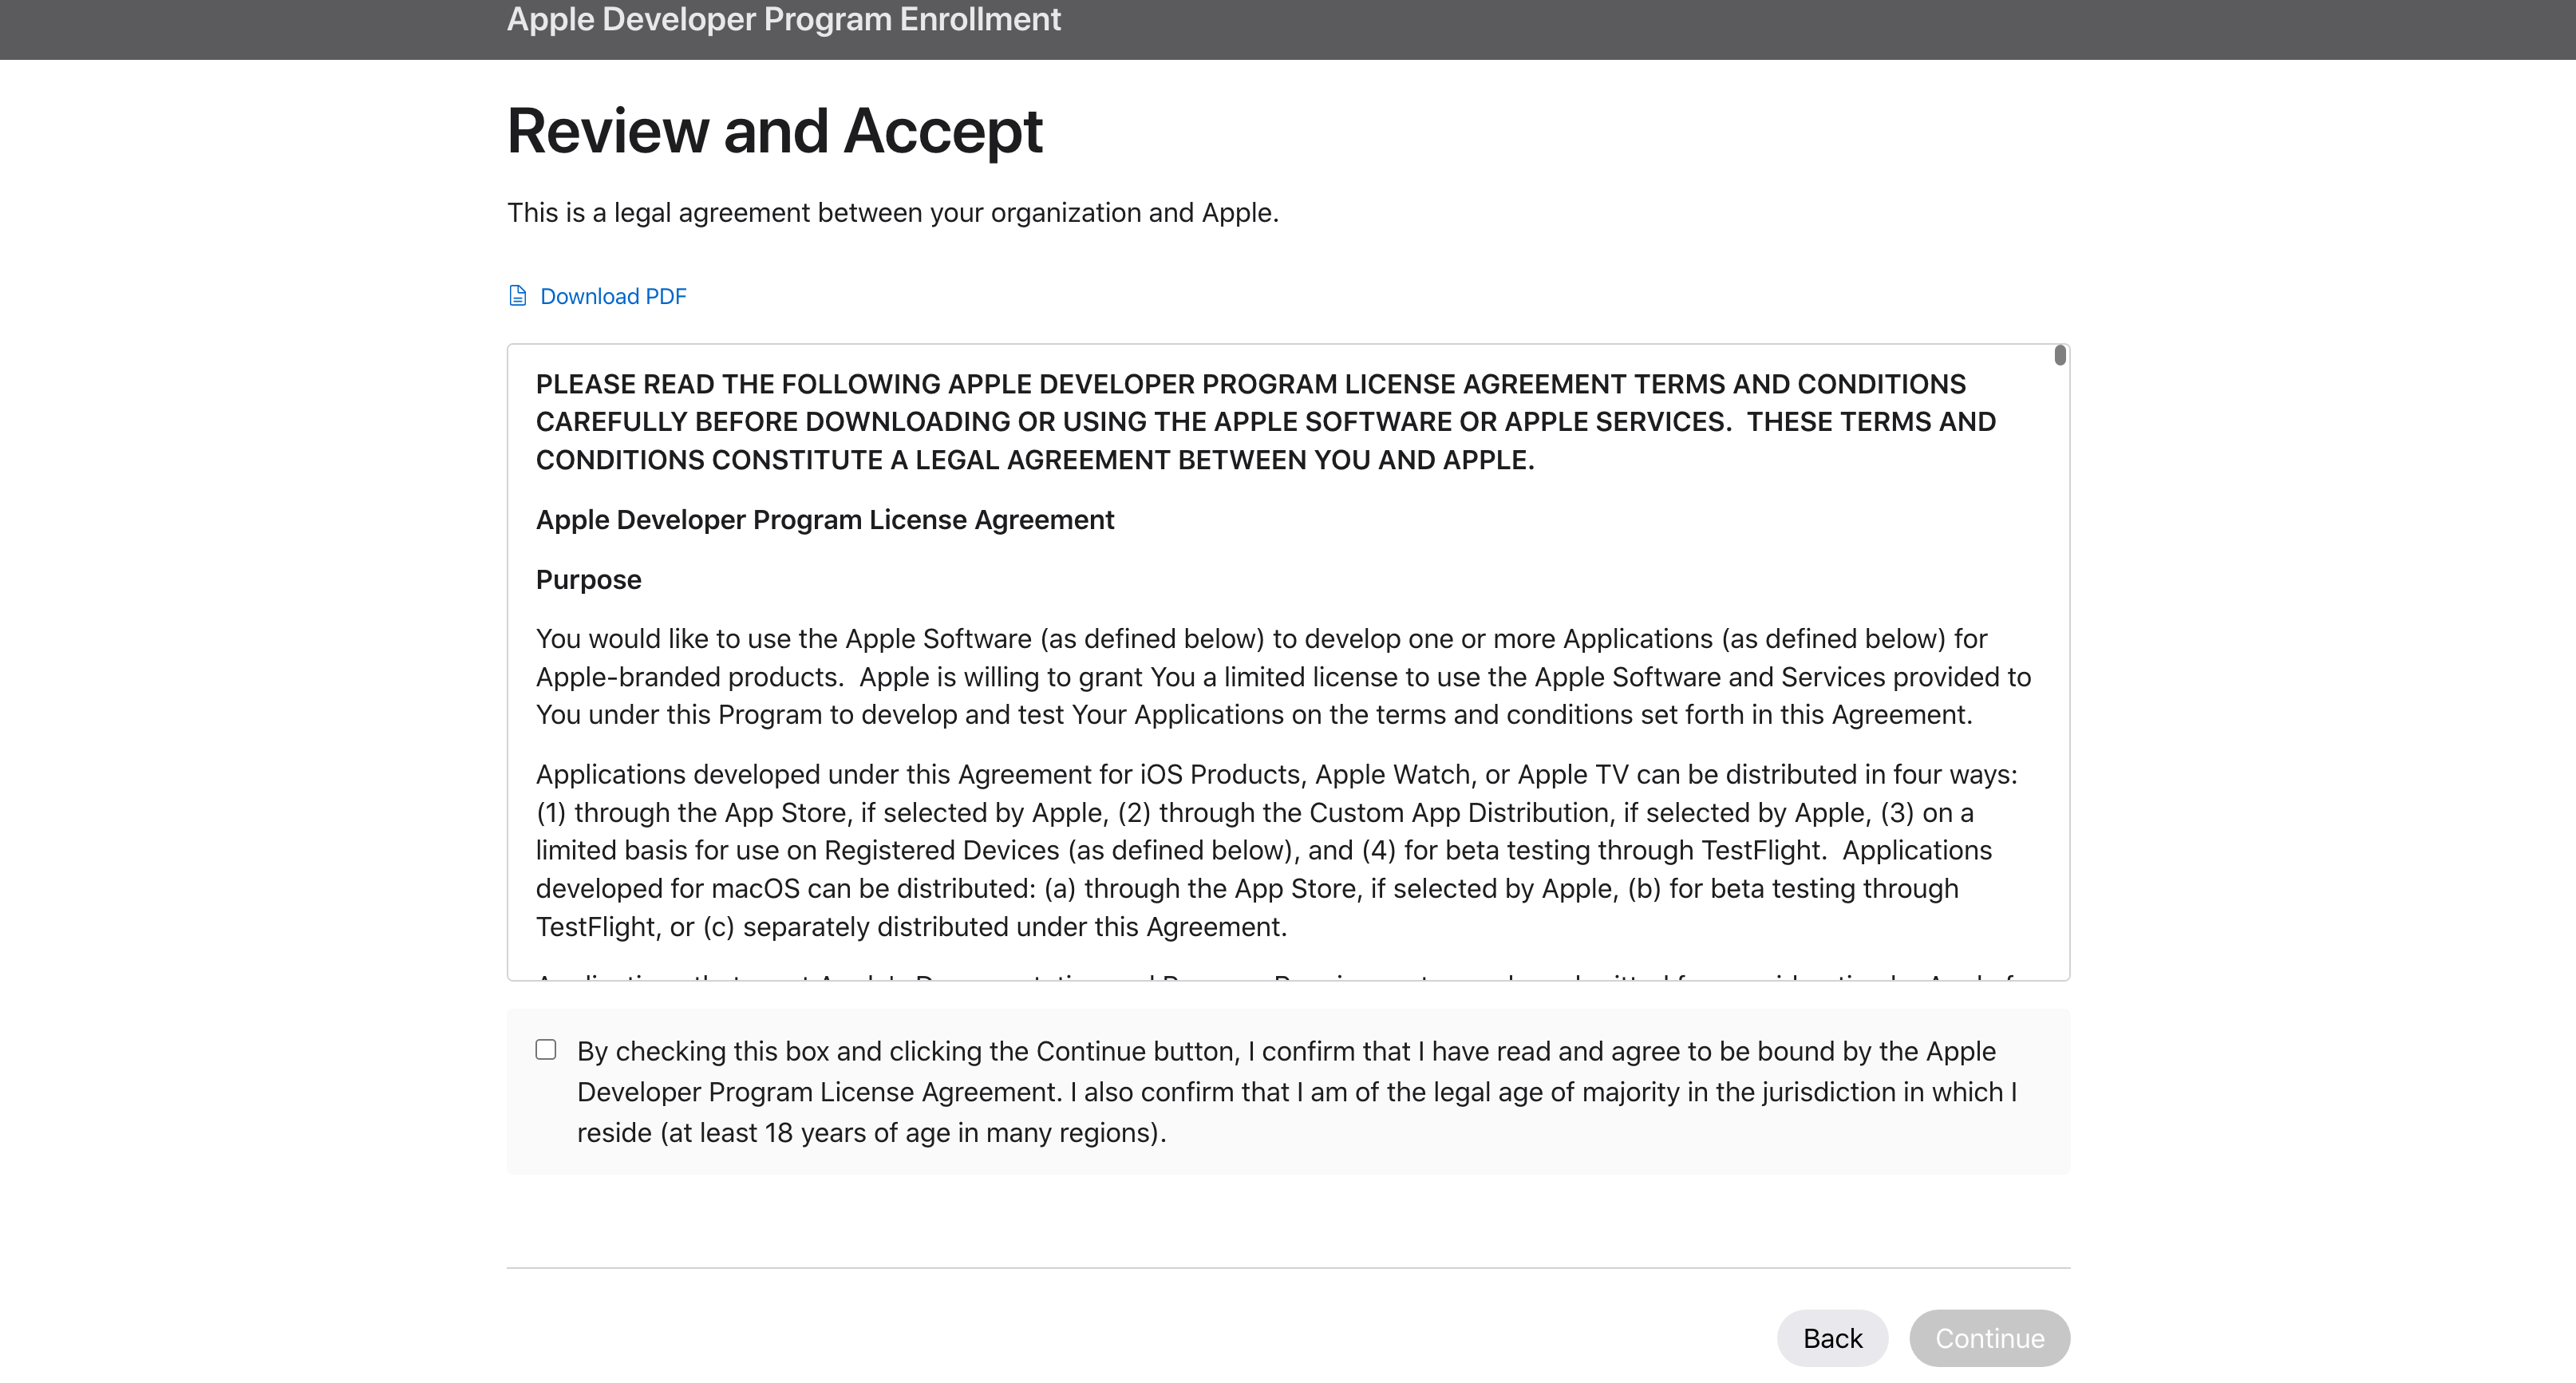 Apple Developer Program Enrollment
Review and Accept
This is a legal agreement between your organization and Apple.
Download PDF
PLEASE READ THE FOLLOWING APPLE DEVELOPER PROGRAM LICENSE AGREEMENT TERMS AND CONDITIONS
CAREFULLY BEFORE DOWNLOADING OR USING THE APPLE SOFTWARE OR APPLE SERVICES.  THESE TERMS AND
CONDITIONS CONSTITUTE A LEGAL AGREEMENT BETWEEN YOU AND APPLE.
Apple Developer Program License Agreement
Purpose
You would like to use the Apple Software (as defined below) to develop one or more Applications (as defined below) for
Apple-branded products.  Apple is willing to grant You a limited license to use the Apple Software and Services provided to
You under this Program to develop and test Your Applications on the terms and conditions set forth in this Agreement.
Applications developed under this Agreement for iOS Products, Apple Watch, or Apple TV can be distributed in four ways:
(1) through the App Store, if selected by Apple, (2) through the Custom App Distribution, if selected by Apple, (3) on a
limited basis for use on Registered Devices (as defined below), and (4) for beta testing through TestFlight.  Applications
developed for macOS can be distributed: (a) through the App Store, if selected by Apple, (b) for beta testing through
TestFlight, or (c) separately distributed under this Agreement.
By checking this box and clicking the Continue button, I confirm that I have read and agree to be bound by the Apple
Developer Program License Agreement. I also confirm that I am of the legal age of majority in the jurisdiction in which I
reside (at least 18 years of age in many regions).
Back
Continue